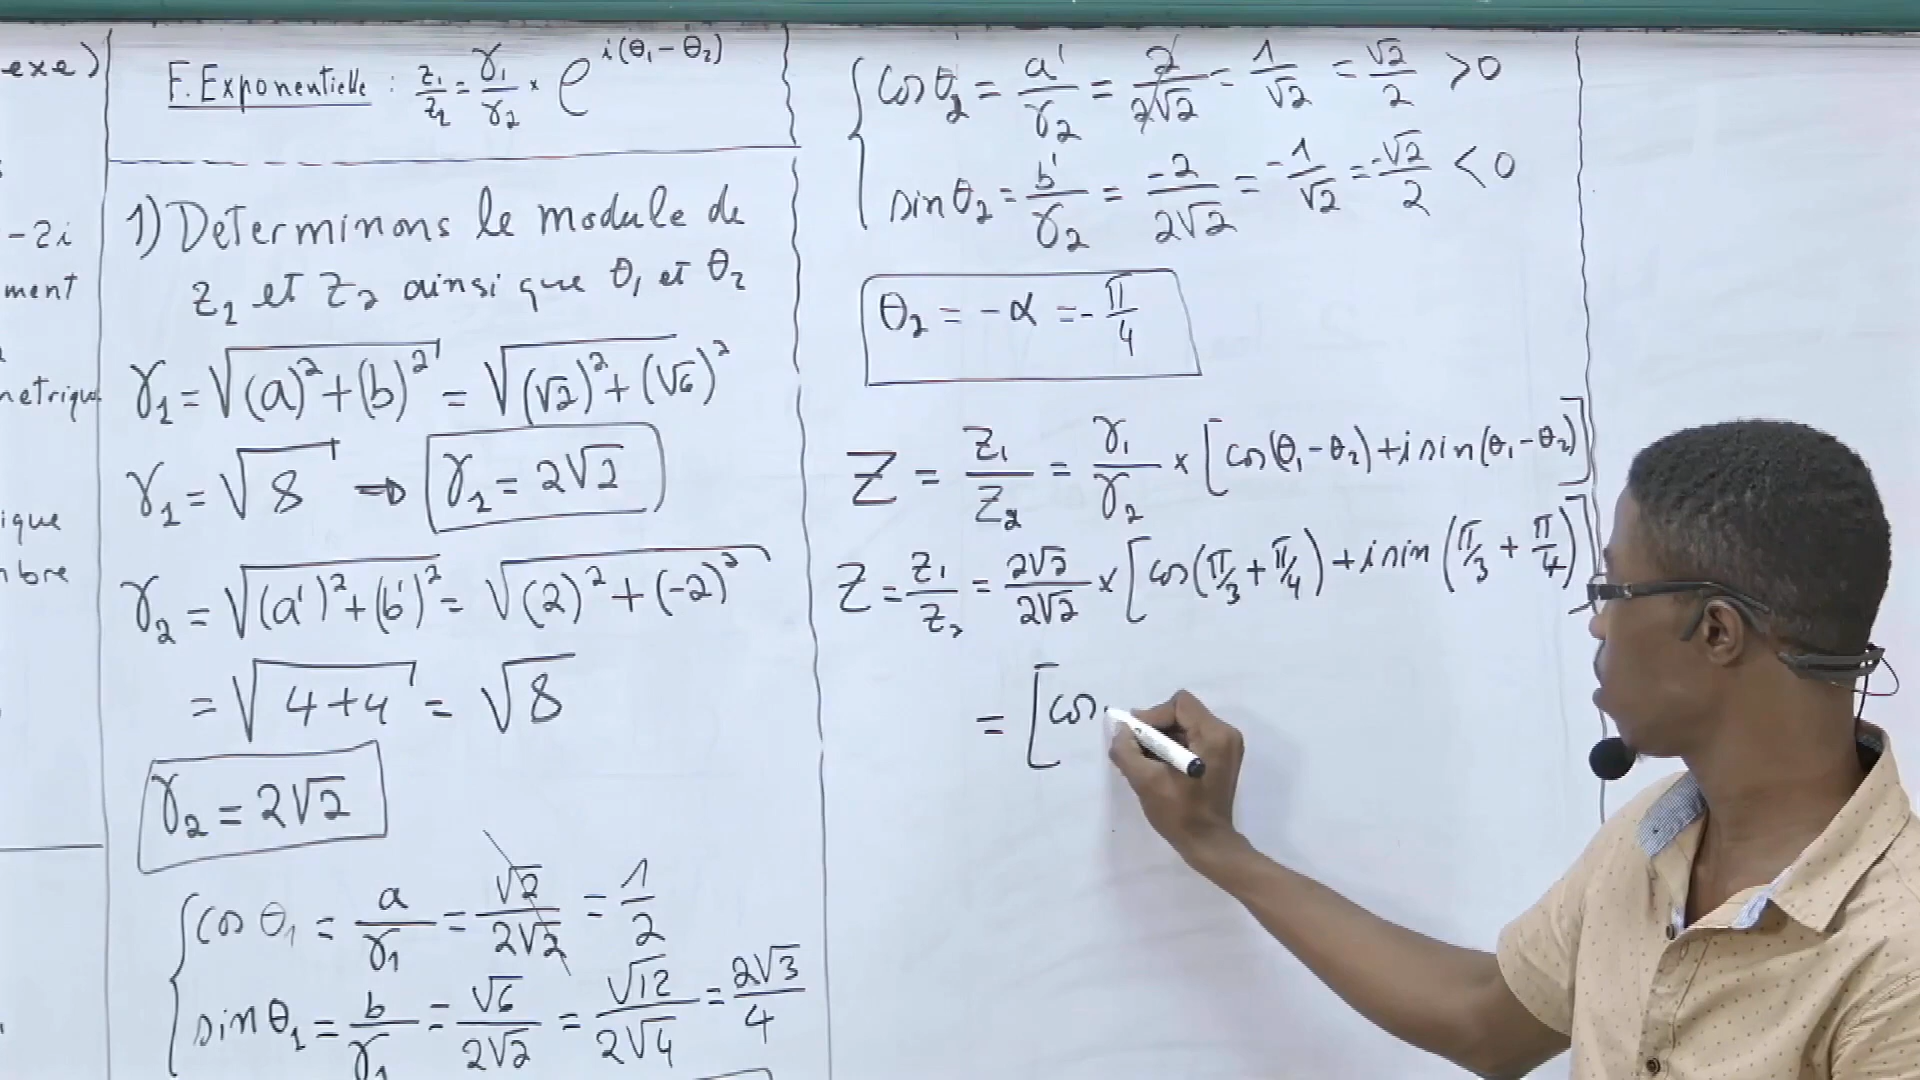 exe)
-2i
ment
metrique
ique
mbre
F. Exponentielle : z₁/z₂ = r₁/r₂ × e^i(θ₁-θ₂)
1) Determinons le module de
z₁ et z₂ ainsi que θ₁ et θ₂
r₁ = √((a)²+(b)²) = √((√2)²+(√6)²)
r₁ = √8 → r₁ = 2√2
r₂ = √((a')²+(b')²) = √((2)²+(-2)²)
= √(4+4) = √8
r₂ = 2√2
cos θ₁ = a/r₁ = √2/2√2 = 1/2
sin θ₁ = b/r₁ = √6/2√2 = √12/2√4 = 2√3/4
cos θ₂ = a'/r₂ = 2/2√2 = 1/√2 = √2/2 > 0
sin θ₂ = b'/r₂ = -2/2√2 = -1/√2 = -√2/2 < 0
θ₂ = -α = -π/4
Z = z₁/z₂ = r₁/r₂ × [cos(θ₁-θ₂)+i sin(θ₁-θ₂)]
Z = z₁/z₂ = 2√2/2√2 × [cos(π/3+π/4)+i sin(π/3+π/4)]
= [cos